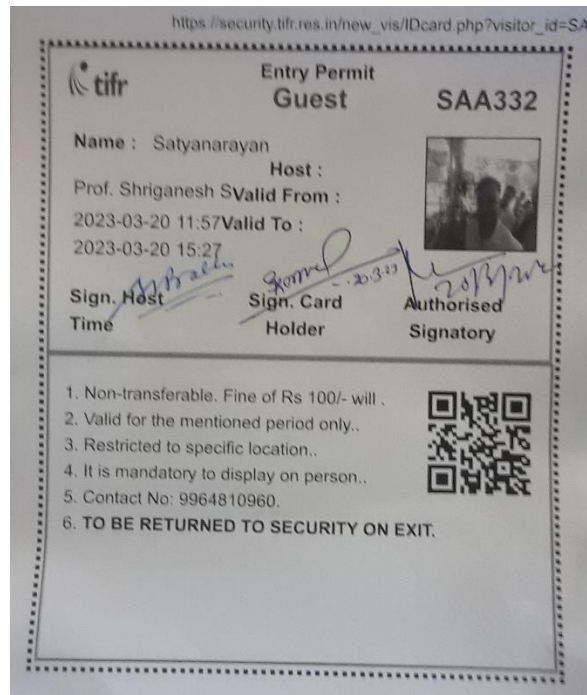 https://security.tifr.res.in/new_vis/IDcard.php?visitor_id=SA
tifr
Entry Permit
Guest
SAA332
Name : Satyanarayan
Host :
Prof. Shriganesh SValid From :
2023-03-20 11:57Valid To :
2023-03-20 15:27
20.3.23
Sign. Host
Time
Sign. Card
Holder
Authorised
Signatory
1. Non-transferable. Fine of Rs 100/- will .
2. Valid for the mentioned period only..
3. Restricted to specific location..
4. It is mandatory to display on person..
5. Contact No: 9964810960.
6. TO BE RETURNED TO SECURITY ON EXIT.